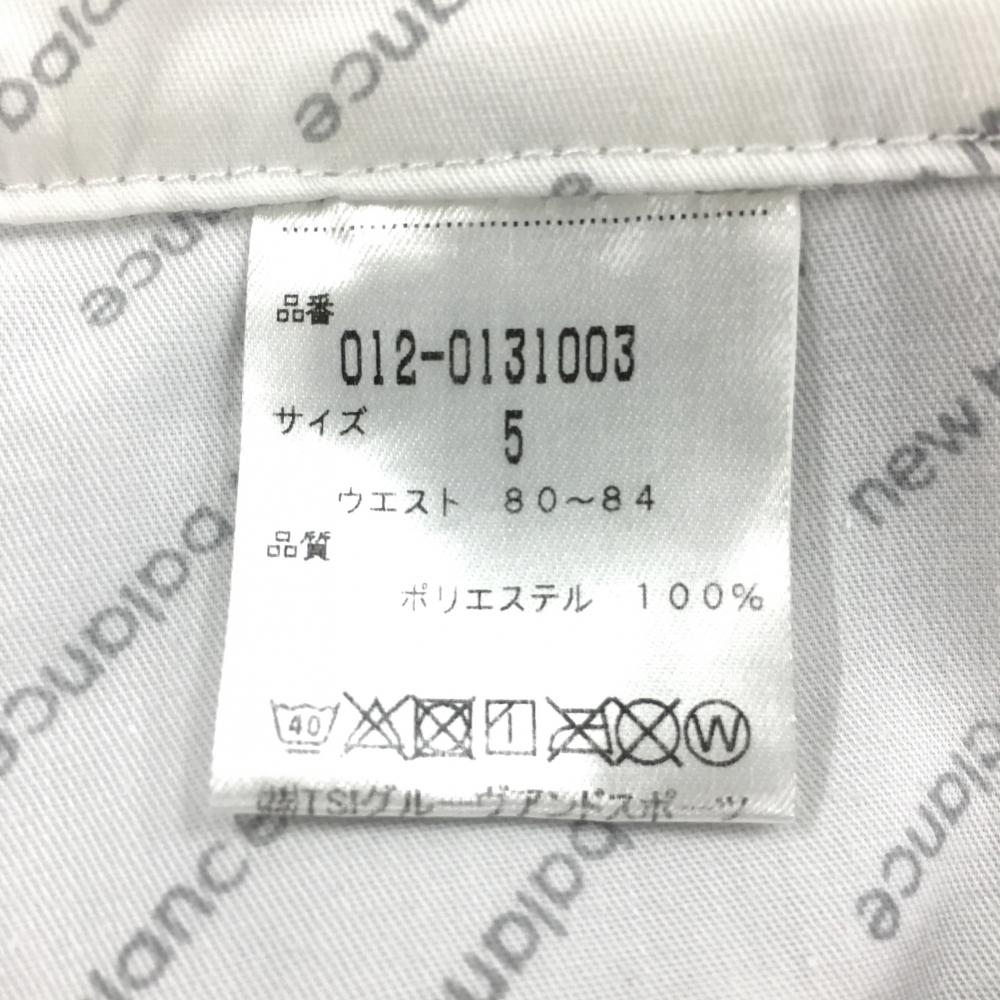 balance
品番
012-0131003
サイズ 5
ウエスト 80～84
品質
ポリエステル 100%
40
W
㈱TSIグルーヴアンドスポーツ
balance